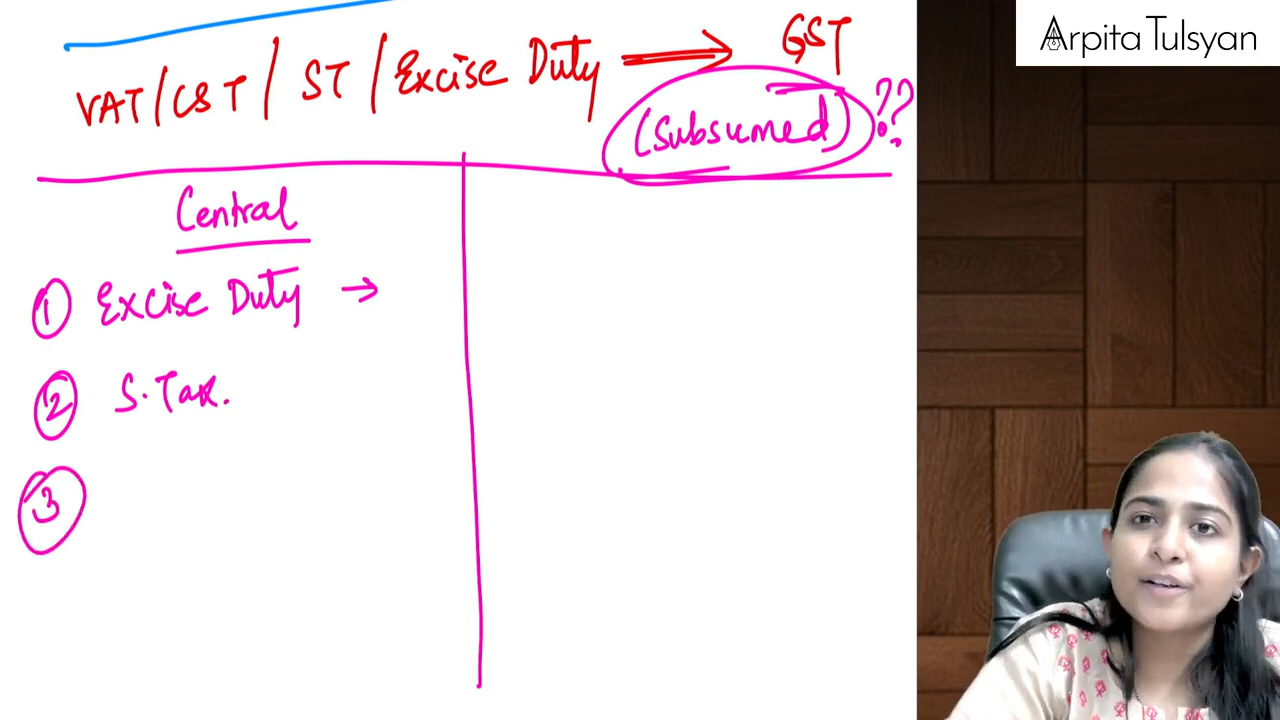 Arpita Tulsyan
VAT / CST / ST / Excise Duty ⟹ GST
(Subsumed) ??
Central
① Excise Duty →
② S. Tax.
③